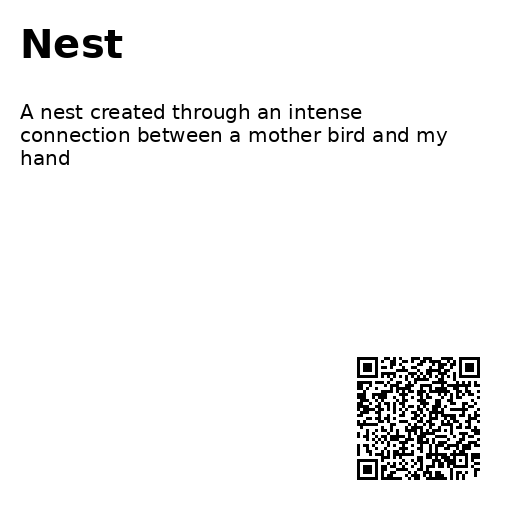 Nest
A nest created through an intense
connection between a mother bird and my
hand